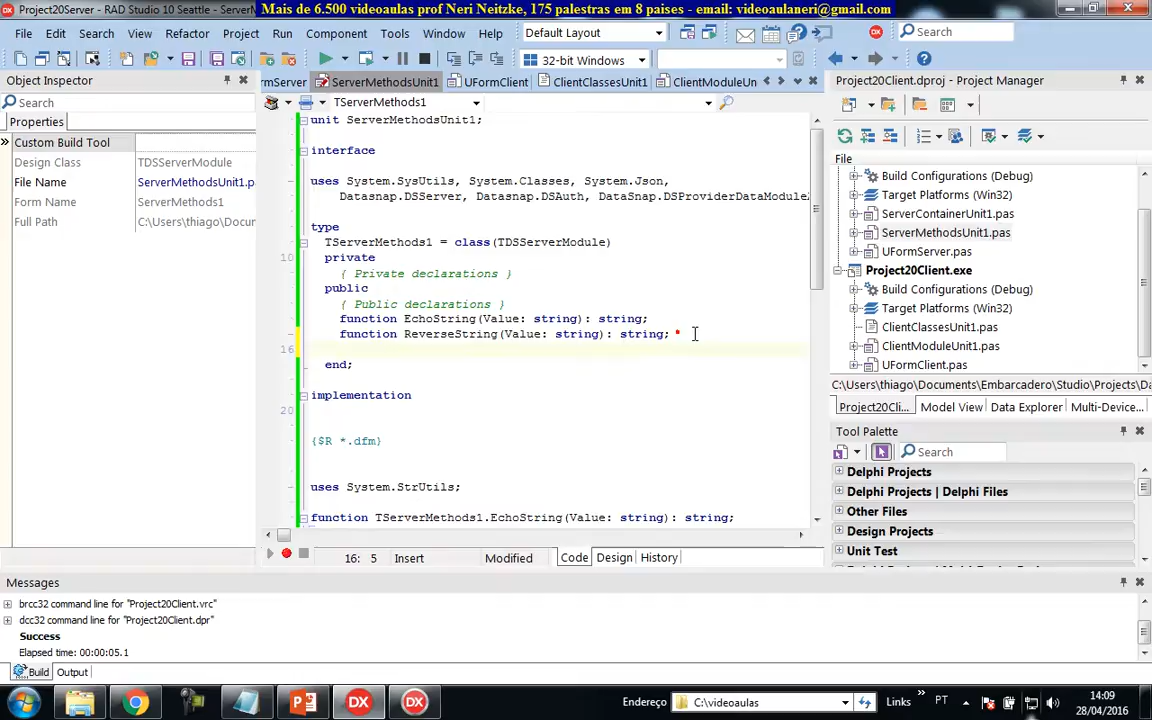 Project20Server - RAD Studio 10 Seattle - ServerM
Mais de 6.500 videoaulas prof Neri Neitzke, 175 palestras em 8 paises - email: videoaulaneri@gmail.com
File Edit Search View Refactor Project Run Component Tools Window Help
Default Layout
Search
32-bit Windows
Object Inspector
Search
Properties
Custom Build Tool
Design Class TDSServerModule
File Name ServerMethodsUnit1.p
Form Name ServerMethods1
Full Path C:\Users\thiago\Docu
rmServer ServerMethodsUnit1 UFormClient ClientClassesUnit1 ClientModuleUn
TServerMethods1
unit ServerMethodsUnit1;
interface
uses System.SysUtils, System.Classes, System.Json,
Datasnap.DSServer, Datasnap.DSAuth, DataSnap.DSProviderDataModule
type
TServerMethods1 = class(TDSServerModule)
10 private
{ Private declarations }
public
{ Public declarations }
function EchoString(Value: string): string;
function ReverseString(Value: string): string;
16
end;
implementation
20
{$R *.dfm}
uses System.StrUtils;
function TServerMethods1.EchoString(Value: string): string;
16: 5 Insert Modified Code Design History
Project20Client.dproj - Project Manager
File
Build Configurations (Debug)
Target Platforms (Win32)
ServerContainerUnit1.pas
ServerMethodsUnit1.pas
UFormServer.pas
Project20Client.exe
Build Configurations (Debug)
Target Platforms (Win32)
ClientClassesUnit1.pas
ClientModuleUnit1.pas
UFormClient.pas
C:\Users\thiago\Documents\Embarcadero\Studio\Projects\Da
Project20Cli... Model View Data Explorer Multi-Device...
Tool Palette
Search
Delphi Projects
Delphi Projects | Delphi Files
Other Files
Design Projects
Unit Test
Messages
brcc32 command line for "Project20Client.vrc"
dcc32 command line for "Project20Client.dpr"
Success
Elapsed time: 00:00:05.1
Build Output
DX DX
Endereço C:\videoaulas
Links » PT
14:09
28/04/2016